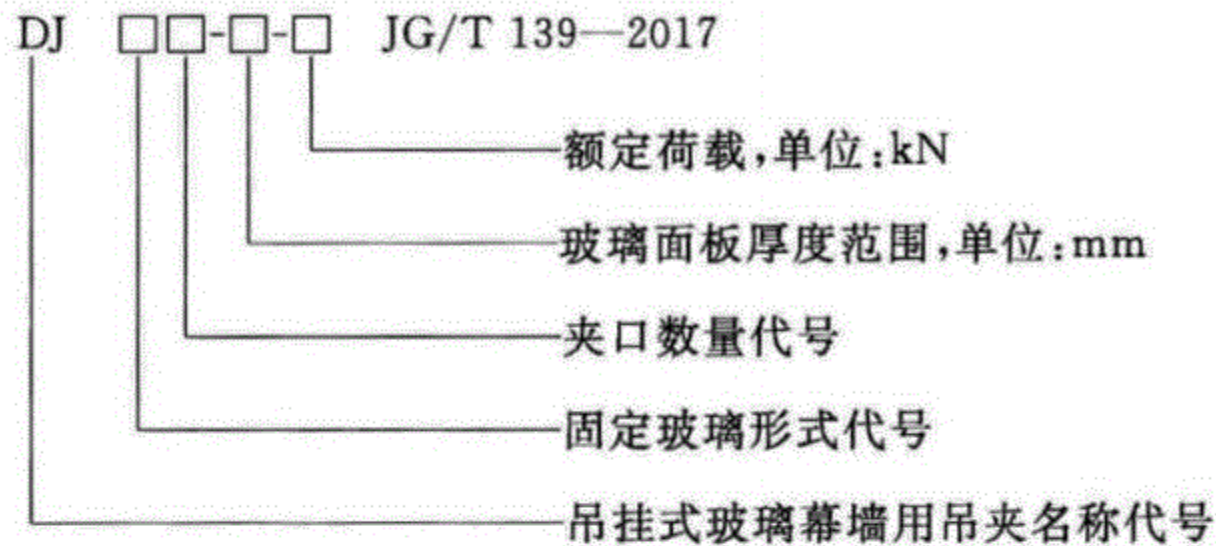 DJ □□-□-□ JG/T 139—2017
额定荷载,单位:kN
玻璃面板厚度范围,单位:mm
夹口数量代号
固定玻璃形式代号
吊挂式玻璃幕墙用吊夹名称代号